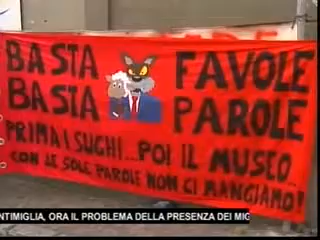 BASTA FAVOLE
BASTA PAROLE
PRIMA I SUGHI...POI IL MUSEO..
CON LE SOLE PAROLE NON CI MANGIAMO!
NTIMIGLIA, ORA IL PROBLEMA DELLA PRESENZA DEI MIG